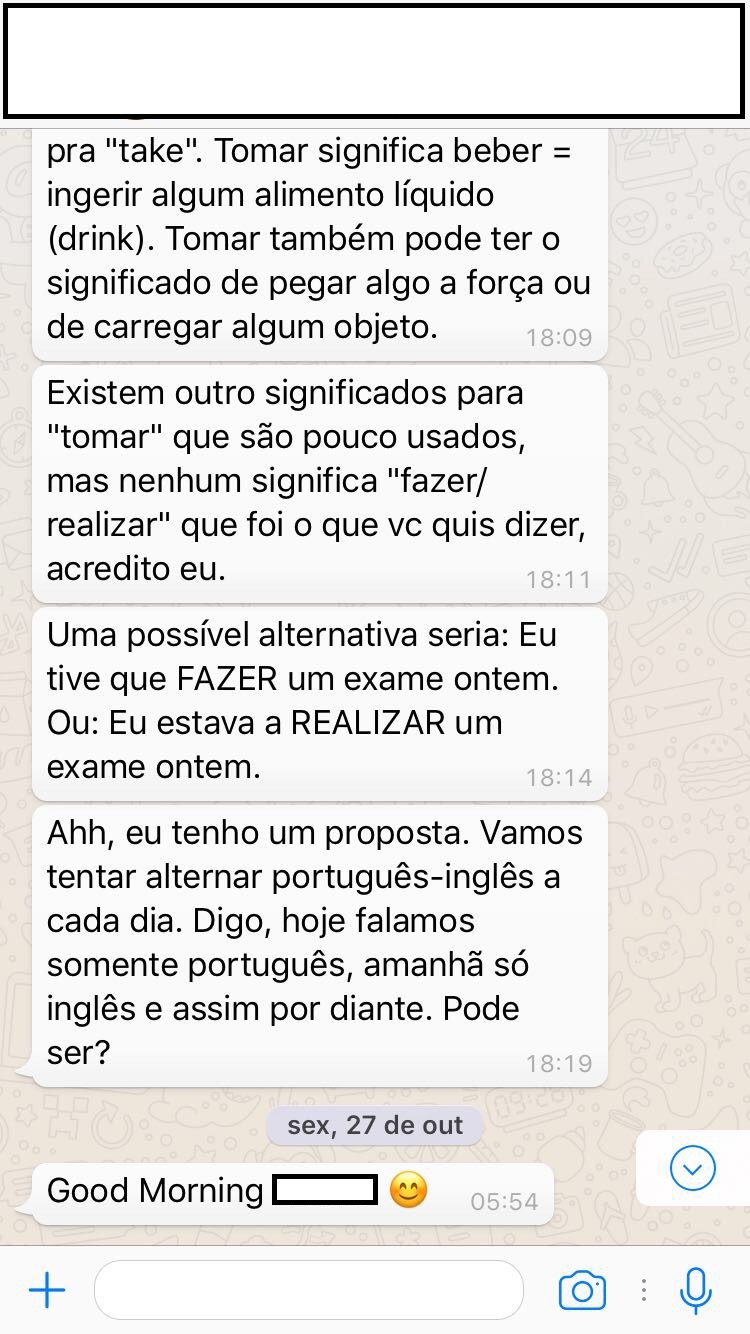 pra "take". Tomar significa beber =
ingerir algum alimento líquido
(drink). Tomar também pode ter o
significado de pegar algo a força ou
de carregar algum objeto.
18:09
Existem outro significados para
"tomar" que são pouco usados,
mas nenhum significa "fazer/
realizar" que foi o que vc quis dizer,
acredito eu.
18:11
Uma possível alternativa seria: Eu
tive que FAZER um exame ontem.
Ou: Eu estava a REALIZAR um
exame ontem.
18:14
Ahh, eu tenho um proposta. Vamos
tentar alternar português-inglês a
cada dia. Digo, hoje falamos
somente português, amanhã só
inglês e assim por diante. Pode
ser?
18:19
sex, 27 de out
Good Morning 😊
05:54